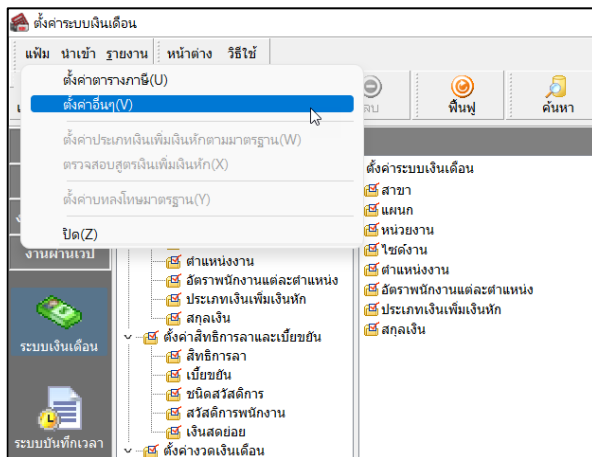 ตั้งค่าระบบเงินเดือน
แฟ้ม นำเข้า รายงาน หน้าต่าง วิธีใช้
ตั้งค่าตารางภาษี(U)
ตั้งค่าอื่นๆ(V)
ตั้งค่าประเภทเงินเพิ่มเงินหักตามมาตรฐาน(W)
ตรวจสอบสูตรเงินเพิ่มเงินหัก(X)
ตั้งค่าบทลงโทษมาตรฐาน(Y)
ปิด(Z)
ลบ ฟื้นฟู ค้นหา
งานผ่านเวป
ระบบเงินเดือน
ระบบบันทึกเวลา
ตำแหน่งงาน
อัตราพนักงานแต่ละตำแหน่ง
ประเภทเงินเพิ่มเงินหัก
สกุลเงิน
ตั้งค่าสิทธิการลาและเบี้ยขยัน
สิทธิการลา
เบี้ยขยัน
ชนิดสวัสดิการ
สวัสดิการพนักงาน
เงินสดย่อย
ตั้งค่างวดเงินเดือน
ตั้งค่าระบบเงินเดือน
สาขา
แผนก
หน่วยงาน
ไซด์งาน
ตำแหน่งงาน
อัตราพนักงานแต่ละตำแหน่ง
ประเภทเงินเพิ่มเงินหัก
สกุลเงิน